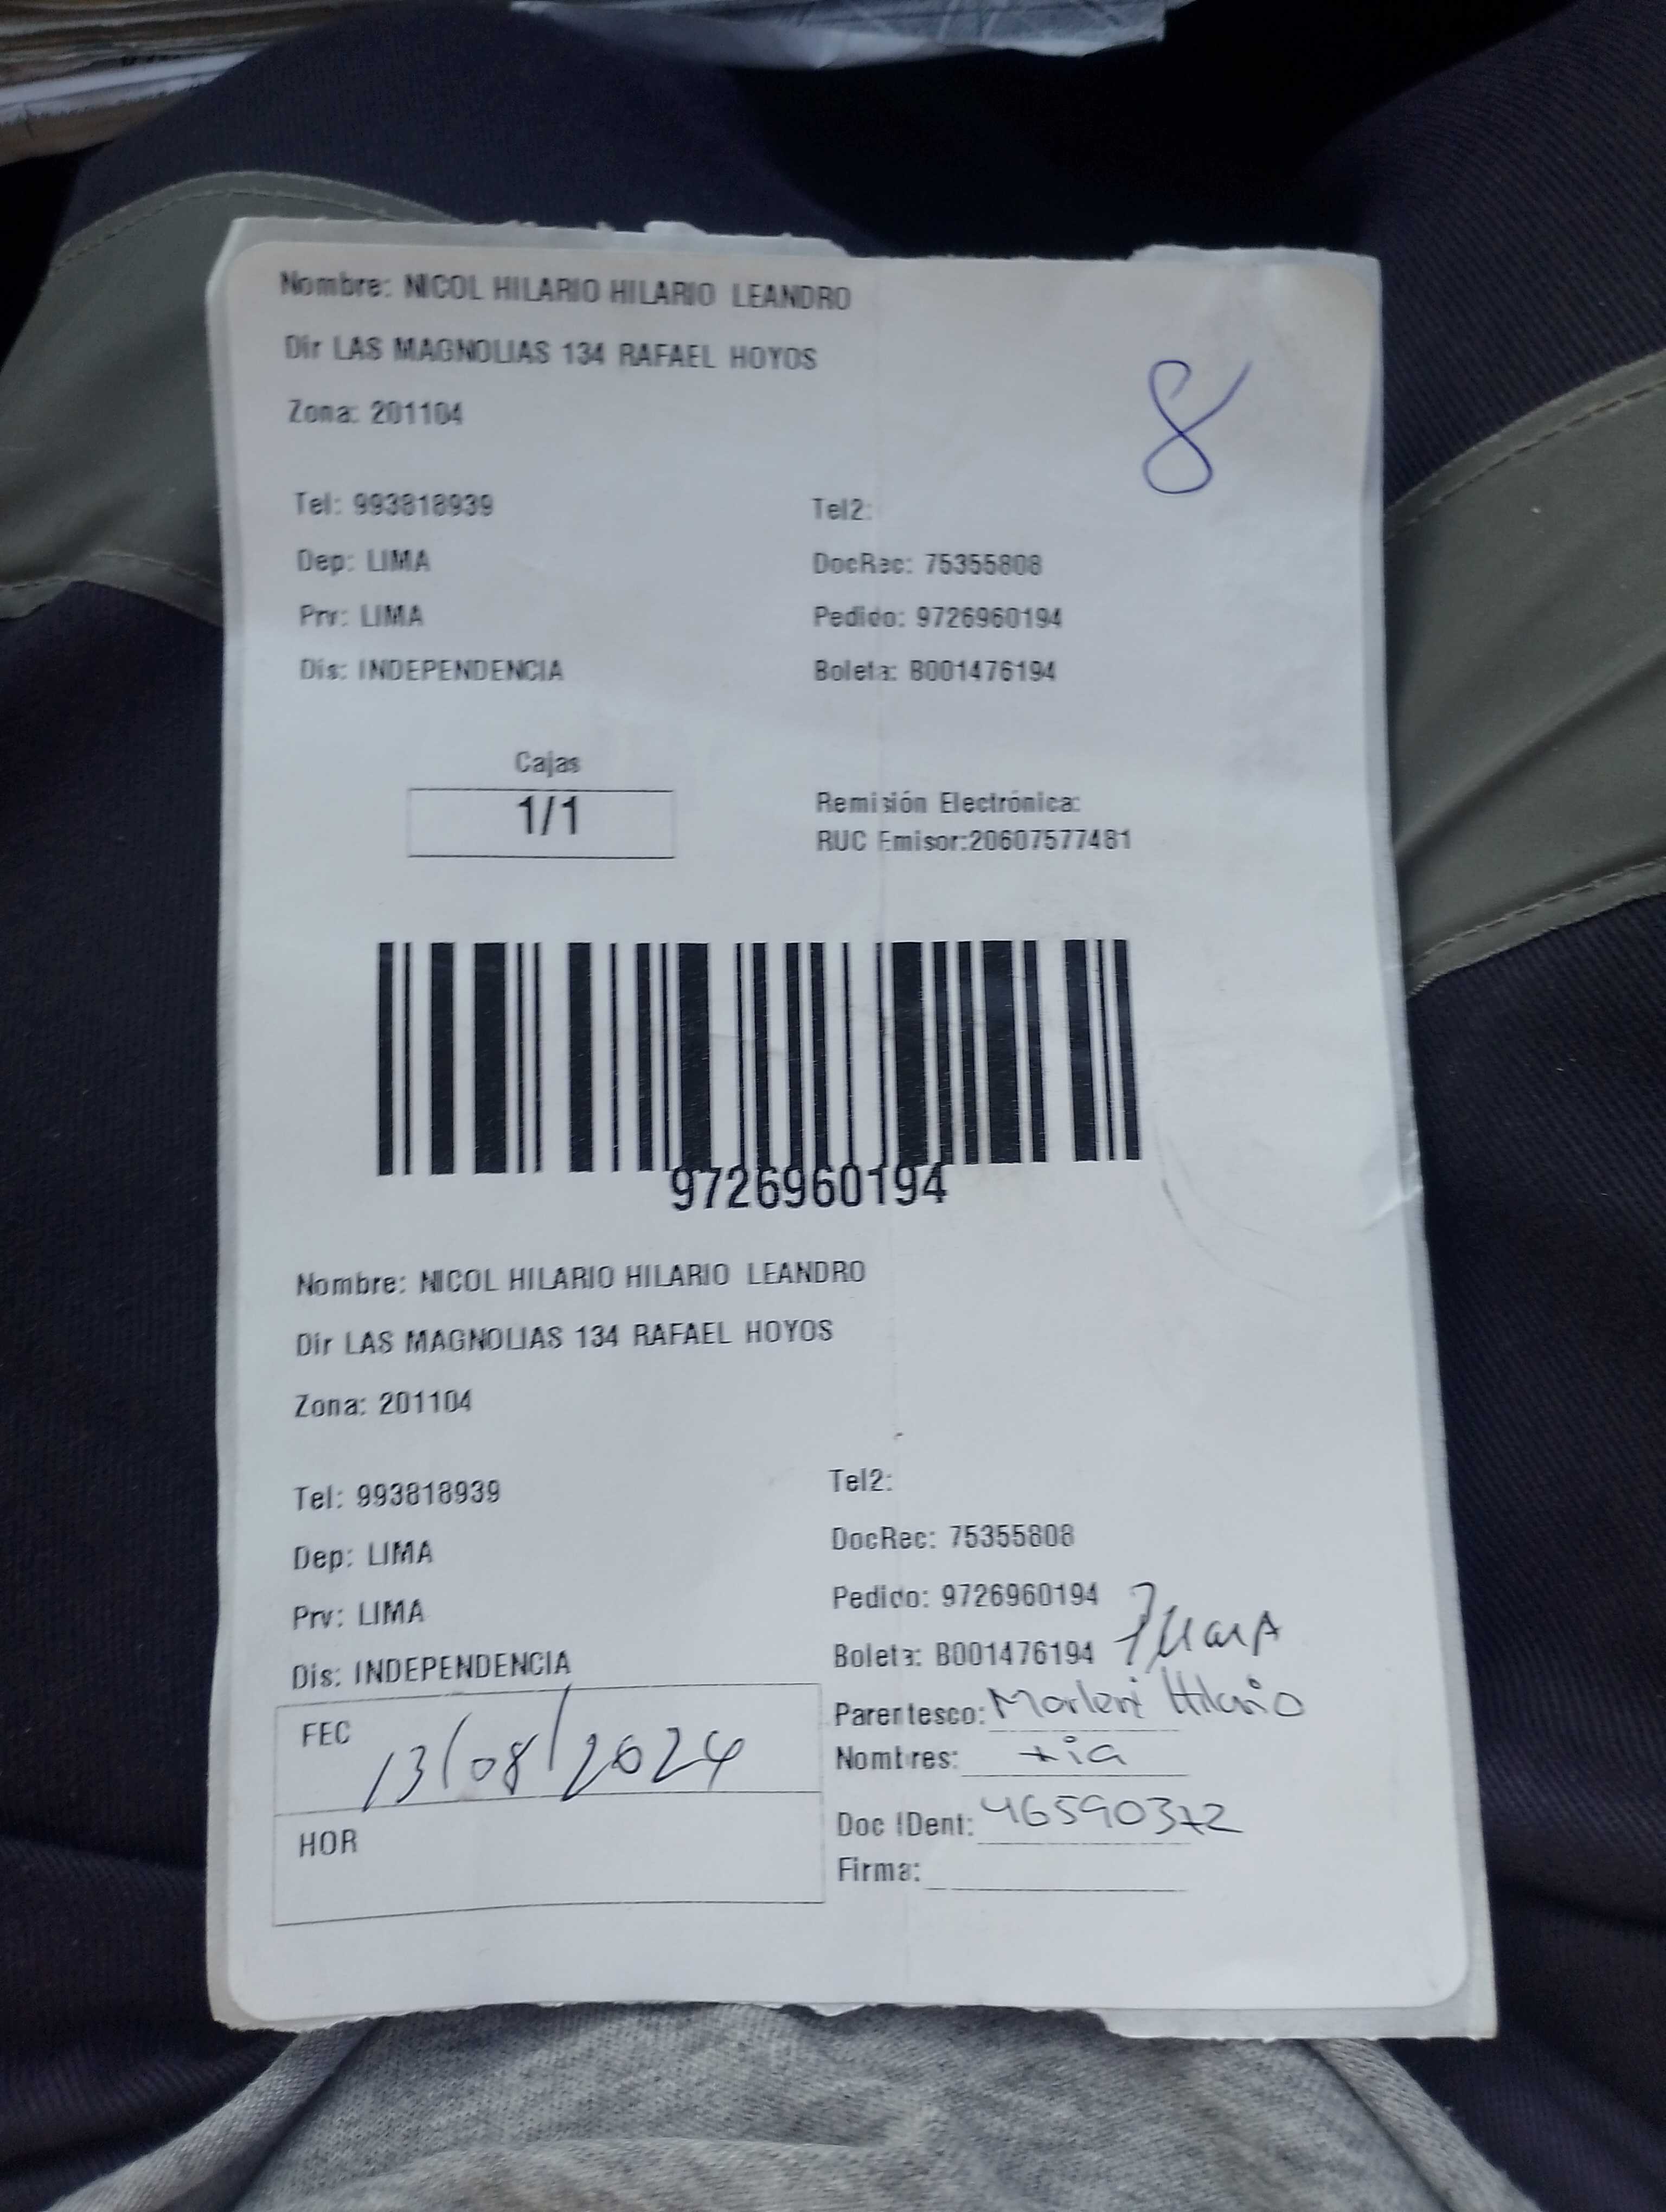 Nombre: NICOL HILARIO HILARIO LEANDRO
Dir LAS MAGNOLIAS 134 RAFAEL HOYOS
8
Zona: 201104
Tel: 993818939 Tel2:
Dep: LIMA DocRec: 75355808
Prv: LIMA Pedido: 9726960194
Dis: INDEPENDENCIA Boleta: B001476194
Cajas
1/1
Remisión Electrónica:
RUC Emisor:20607577481
9726960194
Nombre: NICOL HILARIO HILARIO LEANDRO
Dir LAS MAGNOLIAS 134 RAFAEL HOYOS
Zona: 201104
Tel: 993818939 Tel2:
Dep: LIMA DocRec: 75355808
Prv: LIMA Pedido: 9726960194
Dis: INDEPENDENCIA Boleta: B001476194
FEC 13/08/2024
HOR
Parentesco: Marleni Hilario
Nombres: tia
Doc IDent: 46590372
Firma: